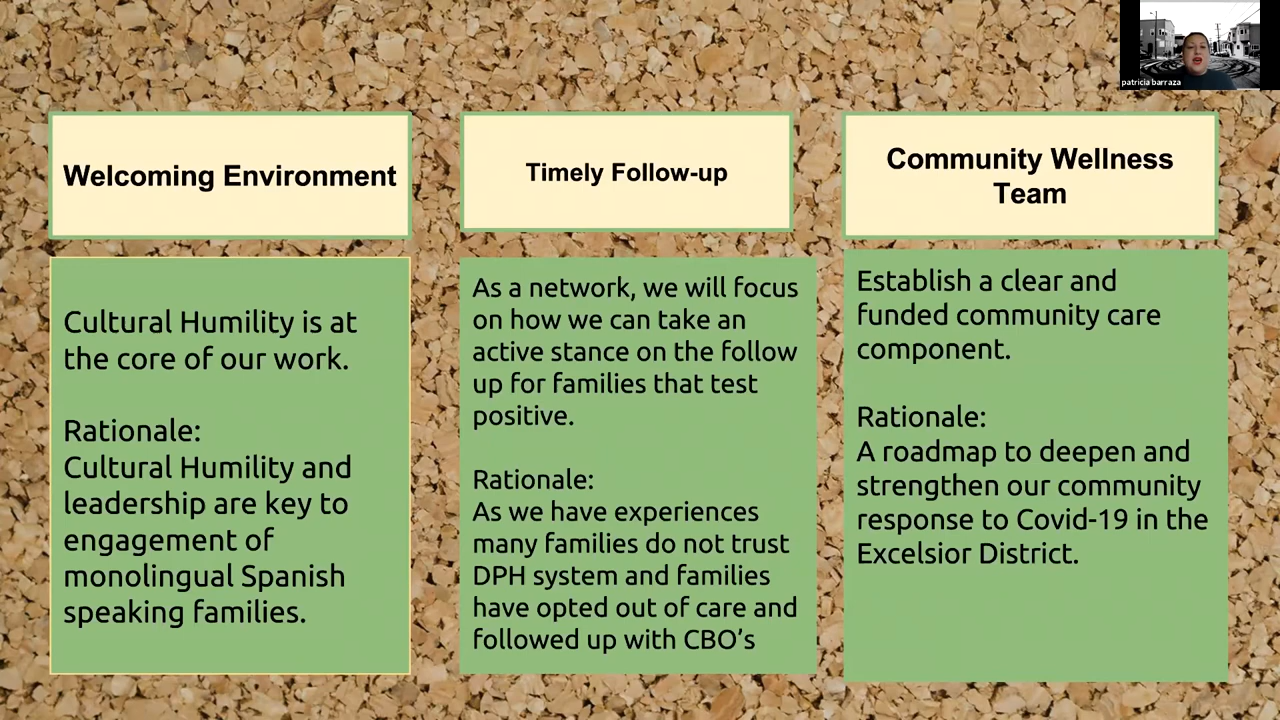 patricia barraza
Welcoming Environment
Cultural Humility is at
the core of our work.
Rationale:
Cultural Humility and
leadership are key to
engagement of
monolingual Spanish
speaking families.
Timely Follow-up
As a network, we will focus
on how we can take an
active stance on the follow
up for families that test
positive.
Rationale:
As we have experiences
many families do not trust
DPH system and families
have opted out of care and
followed up with CBO’s
Community Wellness
Team
Establish a clear and
funded community care
component.
Rationale:
A roadmap to deepen and
strengthen our community
response to Covid-19 in the
Excelsior District.